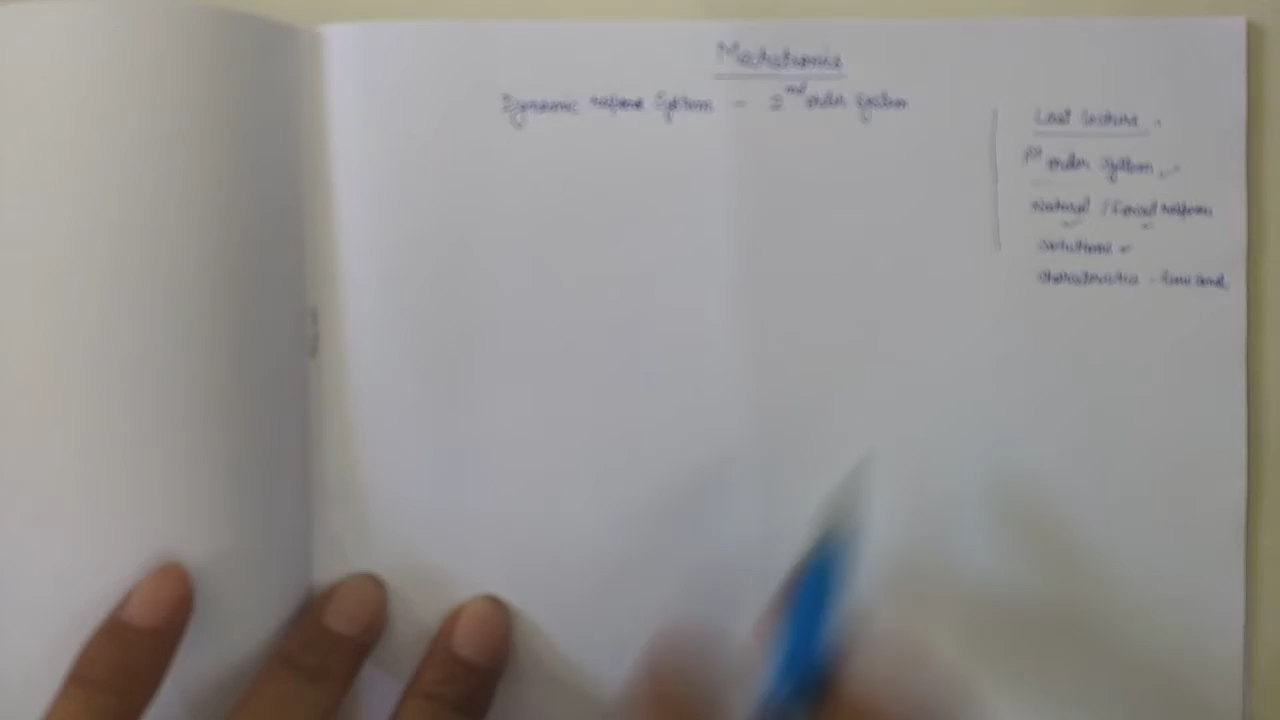 Mechatronics
Dynamic response System - 2nd order system
Last lecture.
1st order system.
Natural / Forced response
Solutions
characteristics - time const.